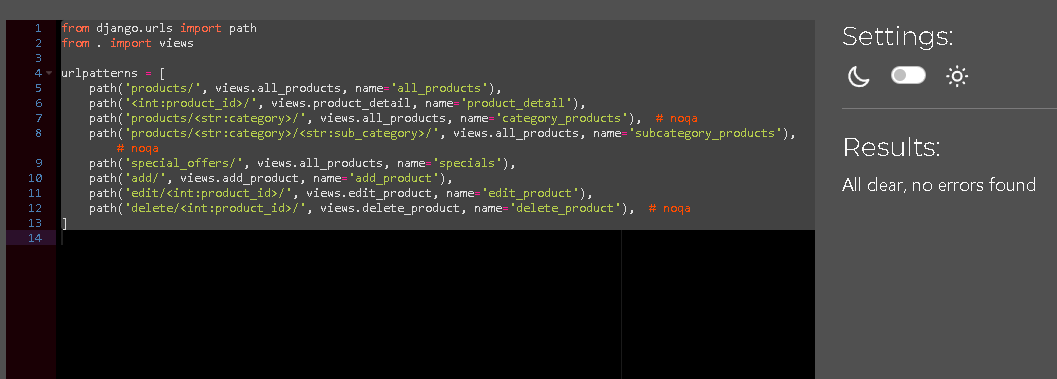 1 from django.urls import path
2 from . import views
3
4 urlpatterns = [
5 path('products/', views.all_products, name='all_products'),
6 path('<int:product_id>/', views.product_detail, name='product_detail'),
7 path('products/<str:category>/', views.all_products, name='category_products'),  # noqa
8 path('products/<str:category>/<str:sub_category>/', views.all_products, name='subcategory_products'),
# noqa
9 path('special_offers/', views.all_products, name='specials'),
10 path('add/', views.add_product, name='add_product'),
11 path('edit/<int:product_id>/', views.edit_product, name='edit_product'),
12 path('delete/<int:product_id>/', views.delete_product, name='delete_product'),  # noqa
13 ]
14
Settings:
Results:
All clear, no errors found